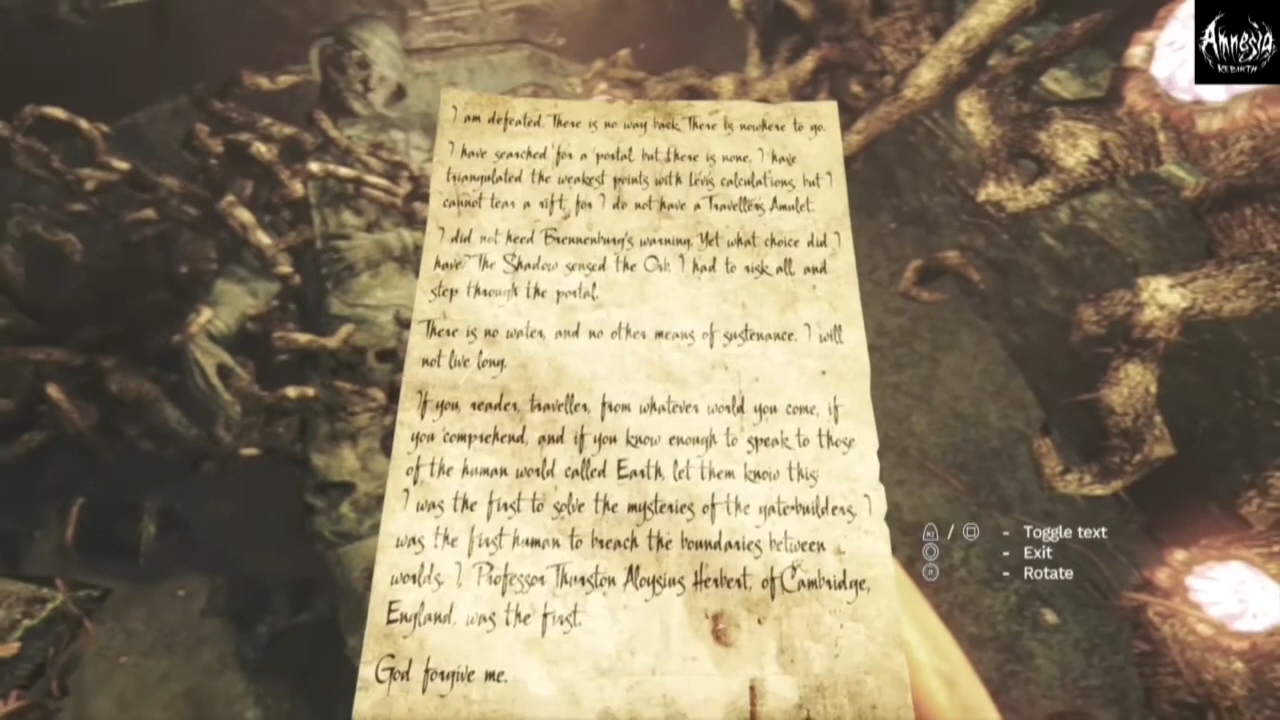 I am defeated. There is no way back. There is nowhere to go.
I have searched for a portal but there is none. I have
triangulated the weakest points with Lévis calculations, but I
cannot tear a rift, for I do not have a Travellers Amulet.
I did not heed Brennenburg's warning. Yet what choice did I
have? The Shadow sensed the Orb. I had to risk all and
step through the portal.
There is no water, and no other means of sustenance. I will
not live long.
If you, reader, traveller, from whatever world you come, if
you comprehend, and if you know enough to speak to those
of the human world called Earth, let them know this:
I was the first to solve the mysteries of the gate-builders. I
was the first human to breach the boundaries between
worlds. I, Professor Thurston Aloysius Herbert, of Cambridge,
England, was the first.
God forgive me.
Amnesia
REBIRTH
R2 / - Toggle text
- Exit
R - Rotate